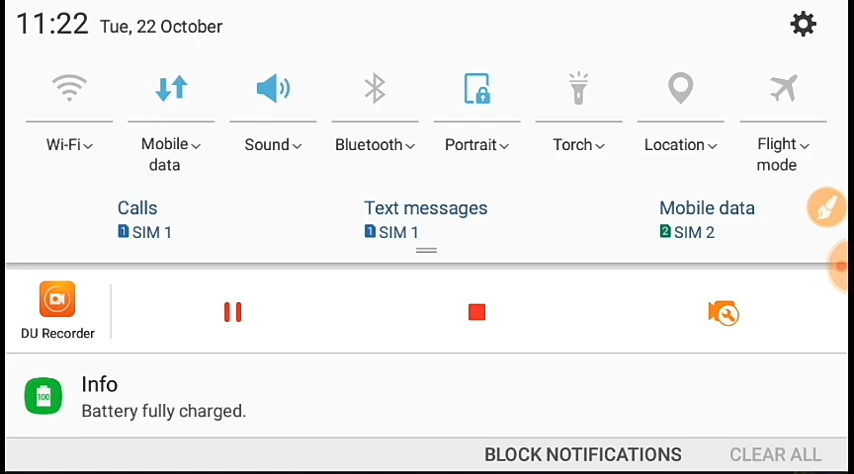 11:22 Tue, 22 October
Wi-Fi Mobile data Sound Bluetooth Portrait Torch Location Flight mode
Calls Text messages Mobile data
1 SIM 1 1 SIM 1 2 SIM 2
DU Recorder
100
Info
Battery fully charged.
BLOCK NOTIFICATIONS CLEAR ALL